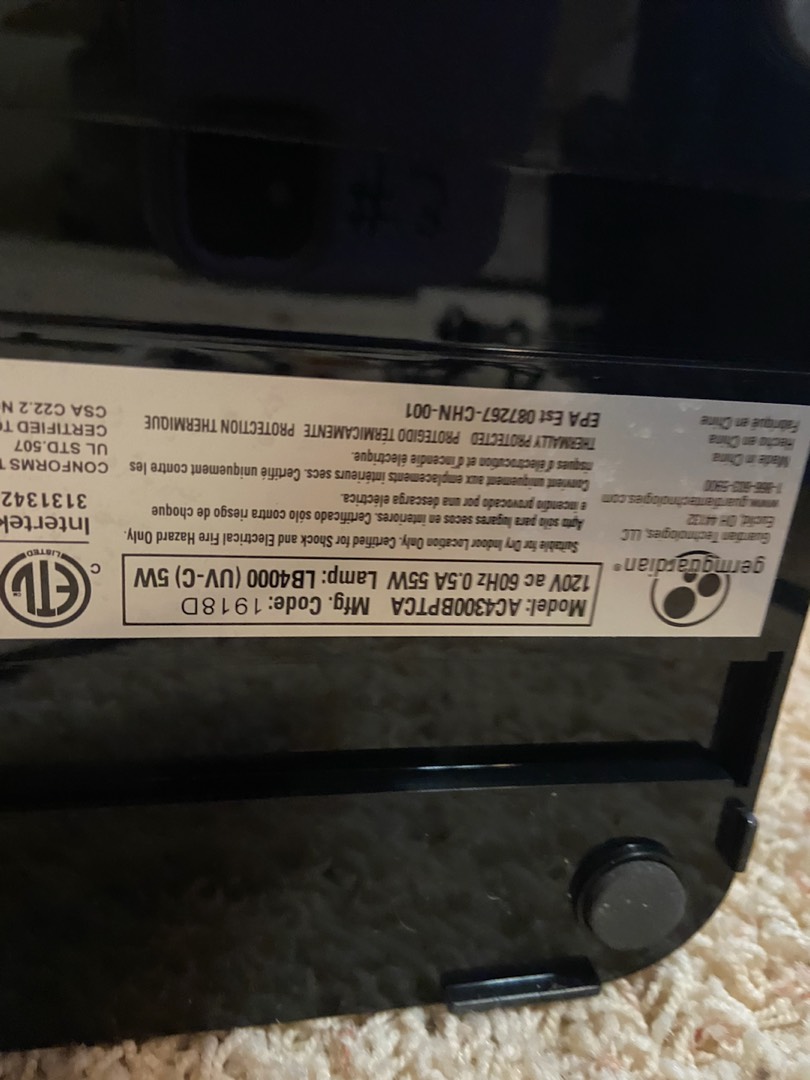 germguardian®
Guardian Technologies, LLC
Euclid, OH 44132
www.guardiantechnologies.com
1-866-603-5900
Made in China
Hecho en China
Fabriqué en Chine
Model: AC4300BPTCA Mfg. Code: 1918D
120V ac 60Hz 0.5A 55W Lamp: LB4000 (UV-C) 5W
Suitable for Dry Indoor Location Only. Certified for Shock and Electrical Fire Hazard Only.
Apto sólo para lugares secos en interiores. Certificado sólo contra riesgo de choque
e incendio provocado por una descarga eléctrica.
Convient uniquement aux emplacements intérieurs secs. Certifié uniquement contre les
risques d'électrocution et d'incendie électrique.
THERMALLY PROTECTED PROTEGIDO TÉRMICAMENTE PROTECTION THERMIQUE
EPA Est 087267-CHN-001
C
ETL
LISTED
Intertek
3131342
CONFORMS T
UL STD.507
CERTIFIED TO
CSA C22.2 N